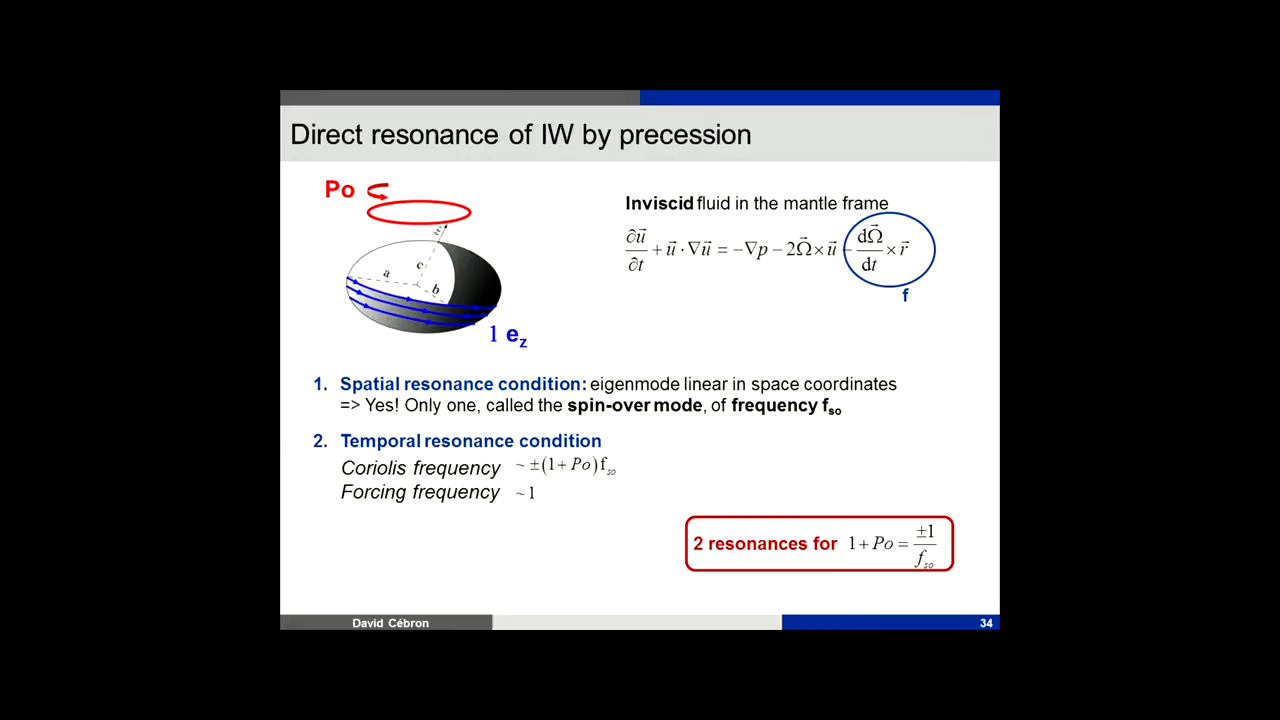 Direct resonance of IW by precession
Po
z
c
a
b
1 e_z
Inviscid fluid in the mantle frame
∂u⃗/∂t + u⃗ · ∇u⃗ = −∇p − 2Ω⃗ × u⃗ − dΩ⃗/dt × r⃗
f
1. Spatial resonance condition: eigenmode linear in space coordinates
=> Yes! Only one, called the spin-over mode, of frequency f_so
2. Temporal resonance condition
Coriolis frequency ~ ±(1 + Po) f_so
Forcing frequency ~ 1
2 resonances for 1 + Po = ±1/f_so
David Cébron
34